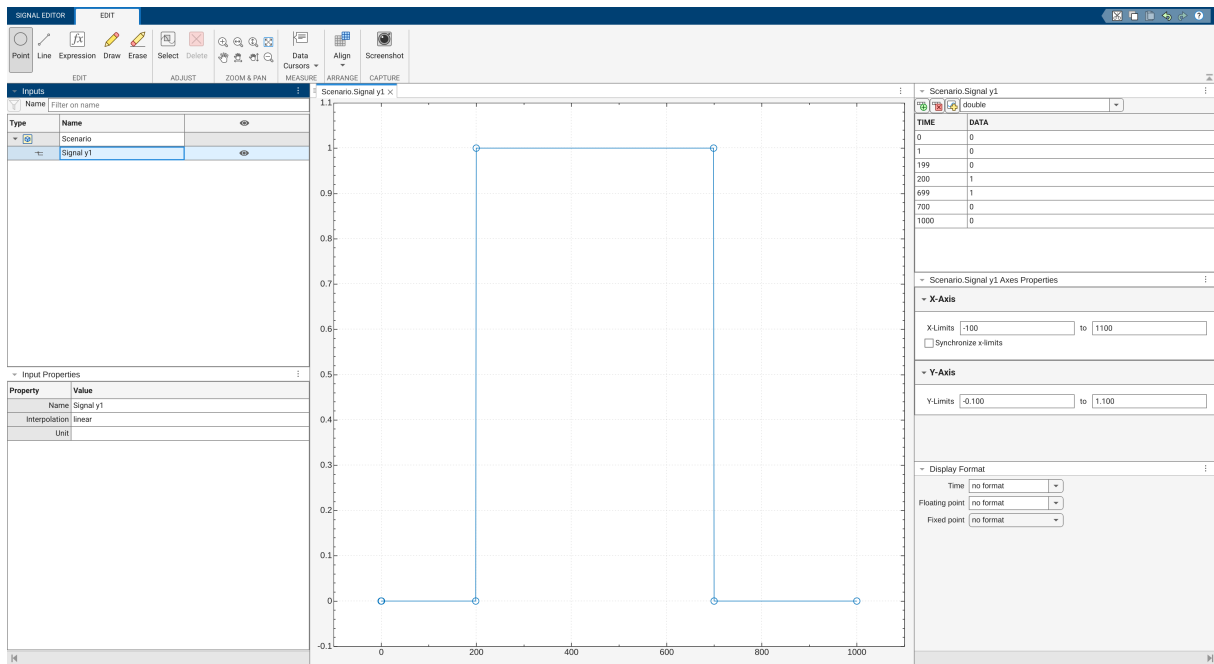 SIGNAL EDITOR EDIT
Point Line Expression Draw Erase Select Delete Data Cursors Align Screenshot
EDIT ADJUST ZOOM & PAN MEASURE ARRANGE CAPTURE
Inputs
Name Filter on name
Type Name
Scenario
Signal y1
Input Properties
Property Value
Name Signal y1
Interpolation linear
Unit
Scenario.Signal y1
1.1
1
0.9
0.8
0.7
0.6
0.5
0.4
0.3
0.2
0.1
0
-0.1
0 200 400 600 800 1000
Scenario.Signal y1
double
TIME DATA
0 0
1 0
199 0
200 1
699 1
700 0
1000 0
Scenario.Signal y1 Axes Properties
X-Axis
X-Limits -100 to 1100
Synchronize x-limits
Y-Axis
Y-Limits -0.100 to 1.100
Display Format
Time no format
Floating point no format
Fixed point no format